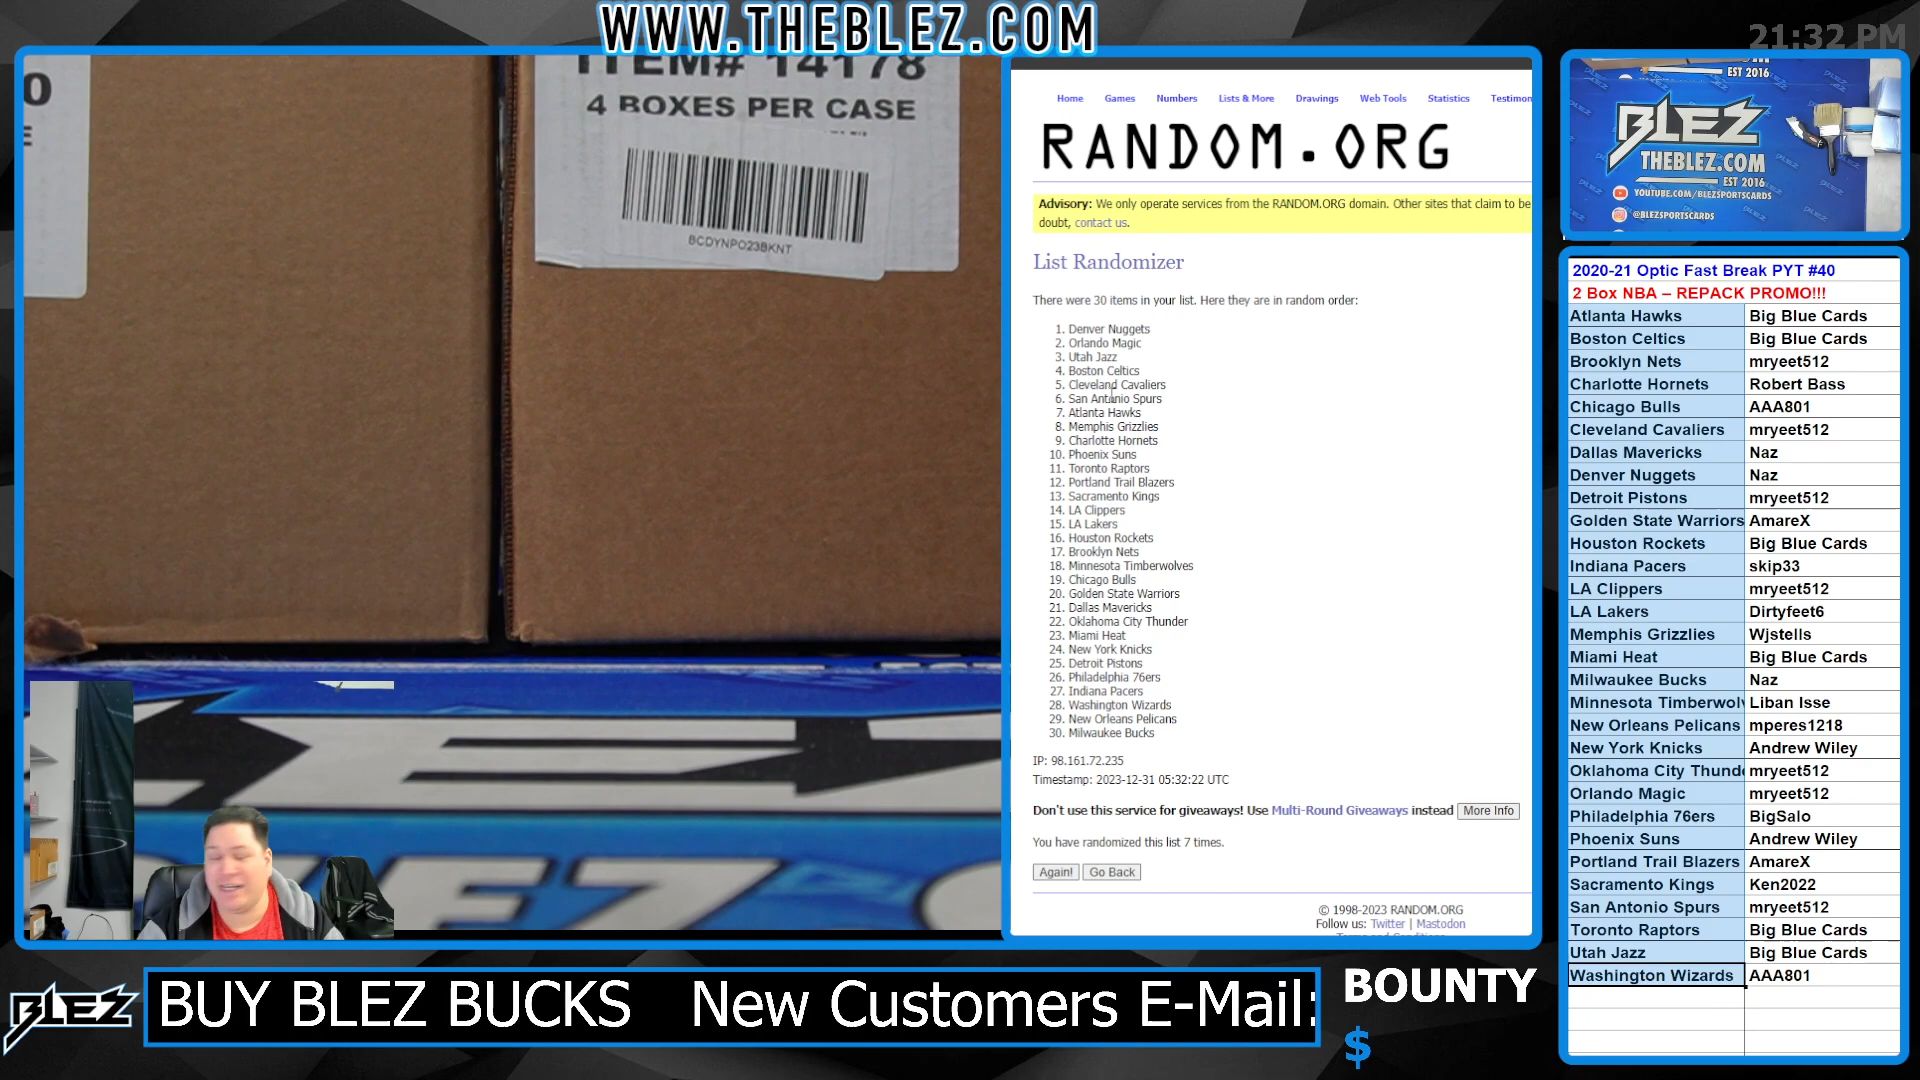 WWW.THEBLEZ.COM
21:32 PM
ITEM# 14178
4 BOXES PER CASE
BCDYNPO23BKNT
Home Games Numbers Lists & More Drawings Web Tools Statistics Testimon
RANDOM.ORG
Advisory: We only operate services from the RANDOM.ORG domain. Other sites that claim to be
doubt, contact us.
List Randomizer
There were 30 items in your list. Here they are in random order:
1. Denver Nuggets
2. Orlando Magic
3. Utah Jazz
4. Boston Celtics
5. Cleveland Cavaliers
6. San Antonio Spurs
7. Atlanta Hawks
8. Memphis Grizzlies
9. Charlotte Hornets
10. Phoenix Suns
11. Toronto Raptors
12. Portland Trail Blazers
13. Sacramento Kings
14. LA Clippers
15. LA Lakers
16. Houston Rockets
17. Brooklyn Nets
18. Minnesota Timberwolves
19. Chicago Bulls
20. Golden State Warriors
21. Dallas Mavericks
22. Oklahoma City Thunder
23. Miami Heat
24. New York Knicks
25. Detroit Pistons
26. Philadelphia 76ers
27. Indiana Pacers
28. Washington Wizards
29. New Orleans Pelicans
30. Milwaukee Bucks
IP: 98.161.72.235
Timestamp: 2023-12-31 05:32:22 UTC
Don't use this service for giveaways! Use Multi-Round Giveaways instead More Info
You have randomized this list 7 times.
Again! Go Back
© 1998-2023 RANDOM.ORG
Follow us: Twitter | Mastodon
Terms and Conditions
EST 2016
BLEZ
THEBLEZ.COM
EST 2016
YOUTUBE.COM/BLEZSPORTSCARDS
@BLEZSPORTSCARDS
2020-21 Optic Fast Break PYT #40
2 Box NBA – REPACK PROMO!!!
Atlanta Hawks Big Blue Cards
Boston Celtics Big Blue Cards
Brooklyn Nets mryeet512
Charlotte Hornets Robert Bass
Chicago Bulls AAA801
Cleveland Cavaliers mryeet512
Dallas Mavericks Naz
Denver Nuggets Naz
Detroit Pistons mryeet512
Golden State Warriors AmareX
Houston Rockets Big Blue Cards
Indiana Pacers skip33
LA Clippers mryeet512
LA Lakers Dirtyfeet6
Memphis Grizzlies Wjstells
Miami Heat Big Blue Cards
Milwaukee Bucks Naz
Minnesota Timberwolv Liban Isse
New Orleans Pelicans mperes1218
New York Knicks Andrew Wiley
Oklahoma City Thunde mryeet512
Orlando Magic mryeet512
Philadelphia 76ers BigSalo
Phoenix Suns Andrew Wiley
Portland Trail Blazers AmareX
Sacramento Kings Ken2022
San Antonio Spurs mryeet512
Toronto Raptors Big Blue Cards
Utah Jazz Big Blue Cards
Washington Wizards AAA801
BLEZ
BUY BLEZ BUCKS New Customers E-Mail:
BOUNTY
$